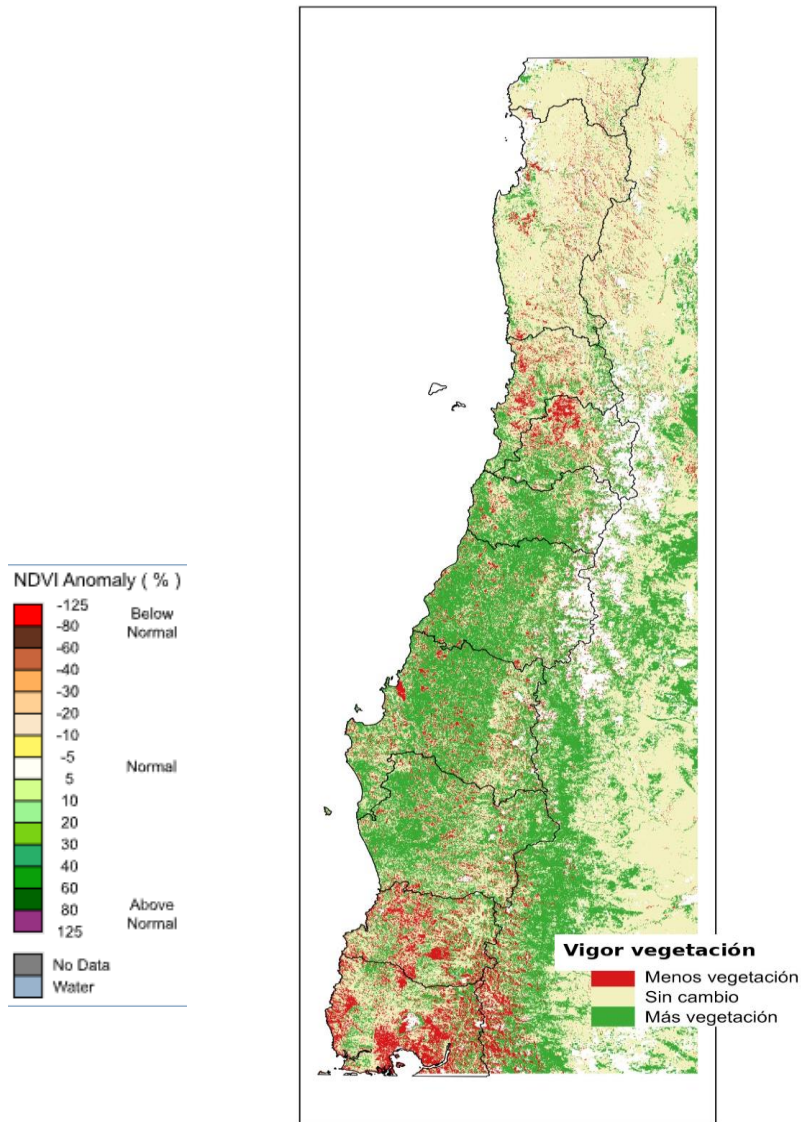 NDVI Anomaly ( % )
-125
Below
-80
Normal
-60
-40
-30
-20
-10
-5
Normal
5
10
20
30
40
60
80
Above
Normal
125
No Data
Water
Vigor vegetación
Menos vegetación
Sin cambio
Más vegetación